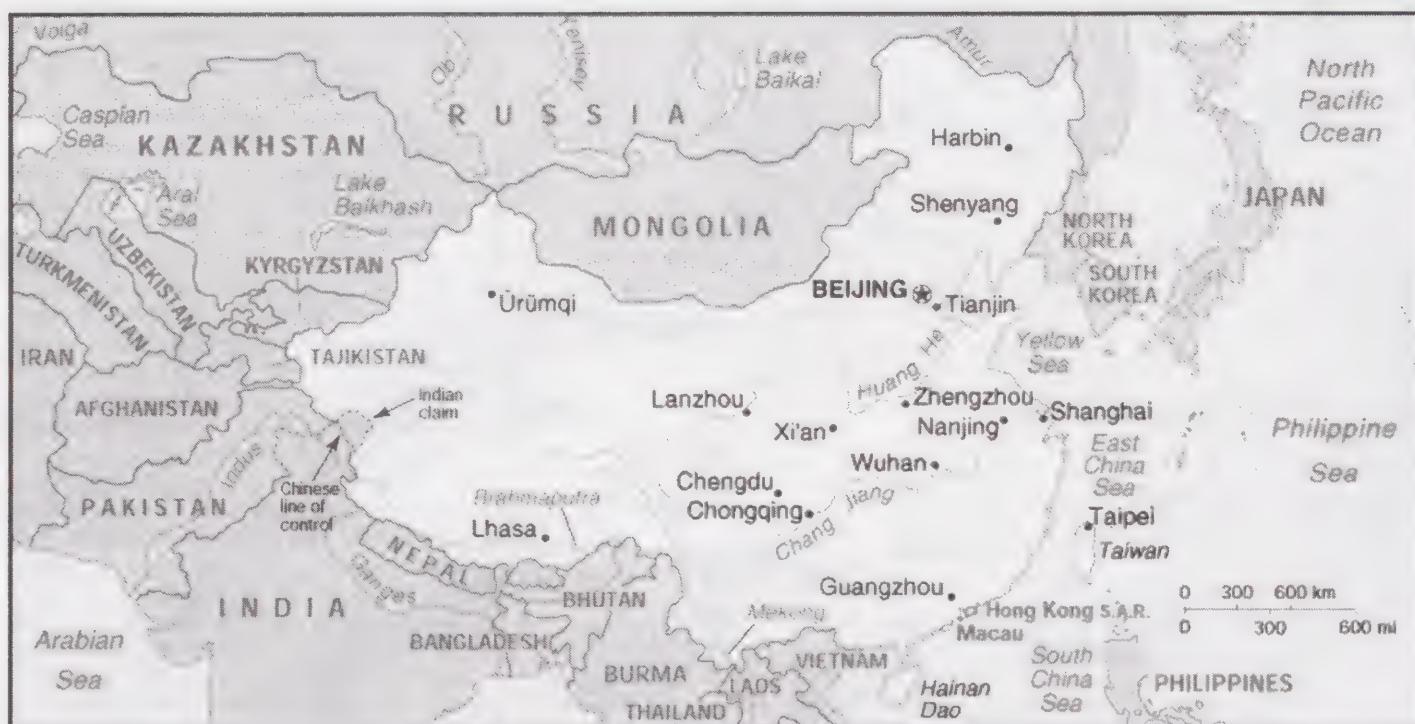 Volga
Ob'
Yenisey
Lake
Baikal
Amur
North
Pacific
Ocean
RUSSIA
Caspian
Sea
KAZAKHSTAN
Harbin
Aral
Sea
Lake
Balkhash
MONGOLIA
Shenyang
JAPAN
NORTH
KOREA
UZBEKISTAN
TURKMENISTAN
KYRGYZSTAN
SOUTH
KOREA
Ürümqi
BEIJING
Tianjin
IRAN
TAJIKISTAN
Yellow
Sea
Huang He
AFGHANISTAN
Indian
claim
Lanzhou
Zhengzhou
Shanghai
Xi'an
Nanjing
Philippine
Sea
East
China
Sea
Indus
Wuhan
PAKISTAN
Chinese
line of
control
Chengdu
Chongqing
Chang Jiang
Brahmaputra
Lhasa
Taipei
Taiwan
NEPAL
Ganges
INDIA
BHUTAN
Guangzhou
0 300 600 km
0 300 600 mi
Hong Kong S.A.R.
Macau
Mekong
BANGLADESH
Arabian
Sea
BURMA
VIETNAM
LAOS
South
China
Sea
Hainan
Dao
PHILIPPINES
THAILAND